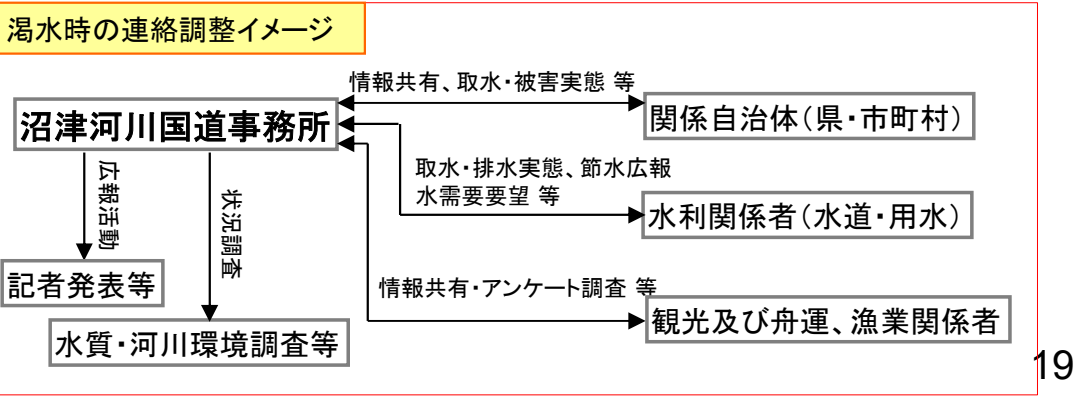 渇水時の連絡調整イメージ
情報共有、取水・被害実態 等
沼津河川国道事務所
関係自治体(県・市町村)
取水・排水実態、節水広報
水需要要望 等
広報活動
状況調査
水利関係者(水道・用水)
記者発表等
情報共有・アンケート調査 等
観光及び舟運、漁業関係者
水質・河川環境調査等
19